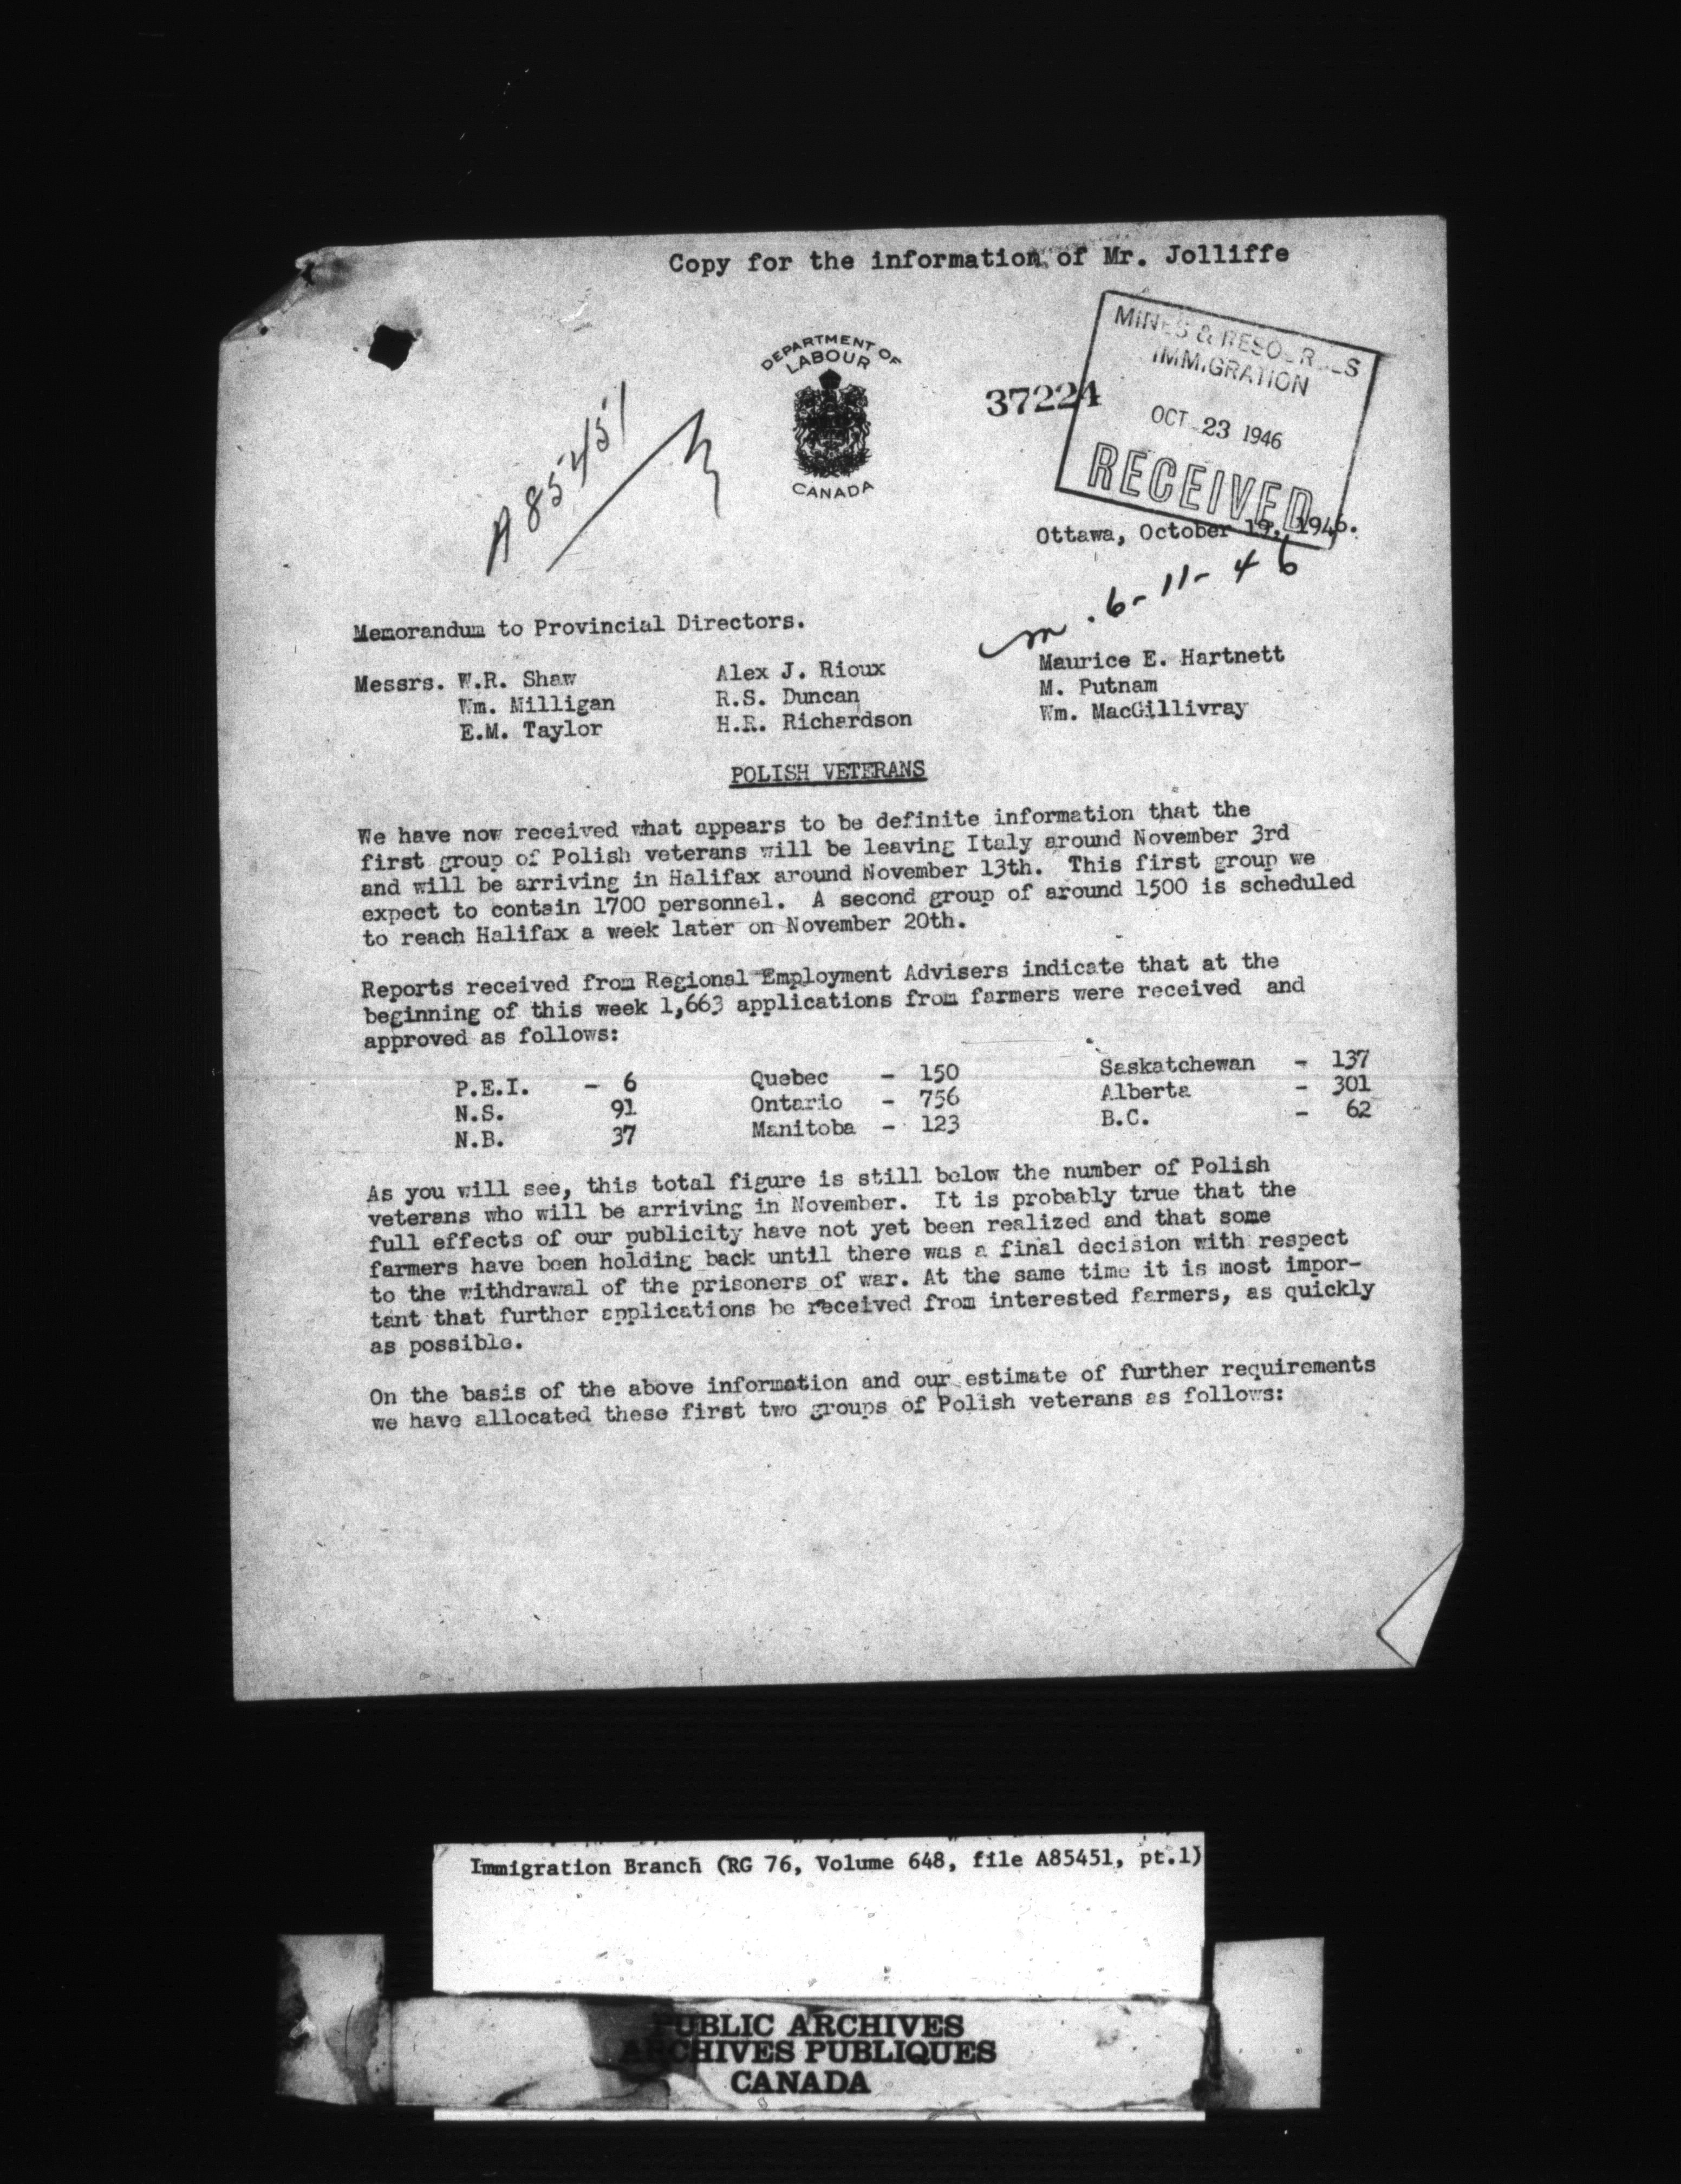 Copy for the information of Mr. Jolliffe
DEPARTMENT OF
LABOUR
CANADA
37224
MINES & RESOURCES
IMMIGRATION
OCT 23 1946
RECEIVED
A 85451
Ottawa, October 19, 1946.
6-11-46
Memorandum to Provincial Directors.
Messrs. W.R. Shaw Alex J. Rioux Maurice E. Hartnett
Wm. Milligan R.S. Duncan M. Putnam
E.M. Taylor H.R. Richardson Wm. MacGillivray
POLISH VETERANS
We have now received what appears to be definite information that the
first group of Polish veterans will be leaving Italy around November 3rd
and will be arriving in Halifax around November 13th. This first group we
expect to contain 1700 personnel. A second group of around 1500 is scheduled
to reach Halifax a week later on November 20th.
Reports received from Regional Employment Advisers indicate that at the
beginning of this week 1,663 applications from farmers were received and
approved as follows:
P.E.I. - 6 Quebec - 150 Saskatchewan - 137
N.S. 91 Ontario - 756 Alberta - 301
N.B. 37 Manitoba - 123 B.C. - 62
As you will see, this total figure is still below the number of Polish
veterans who will be arriving in November. It is probably true that the
full effects of our publicity have not yet been realized and that some
farmers have been holding back until there was a final decision with respect
to the withdrawal of the prisoners of war. At the same time it is most impor-
tant that further applications be received from interested farmers, as quickly
as possible.
On the basis of the above information and our estimate of further requirements
we have allocated these first two groups of Polish veterans as follows:
Immigration Branch (RG 76, Volume 648, file A85451, pt.1)
PUBLIC ARCHIVES
ARCHIVES PUBLIQUES
CANADA